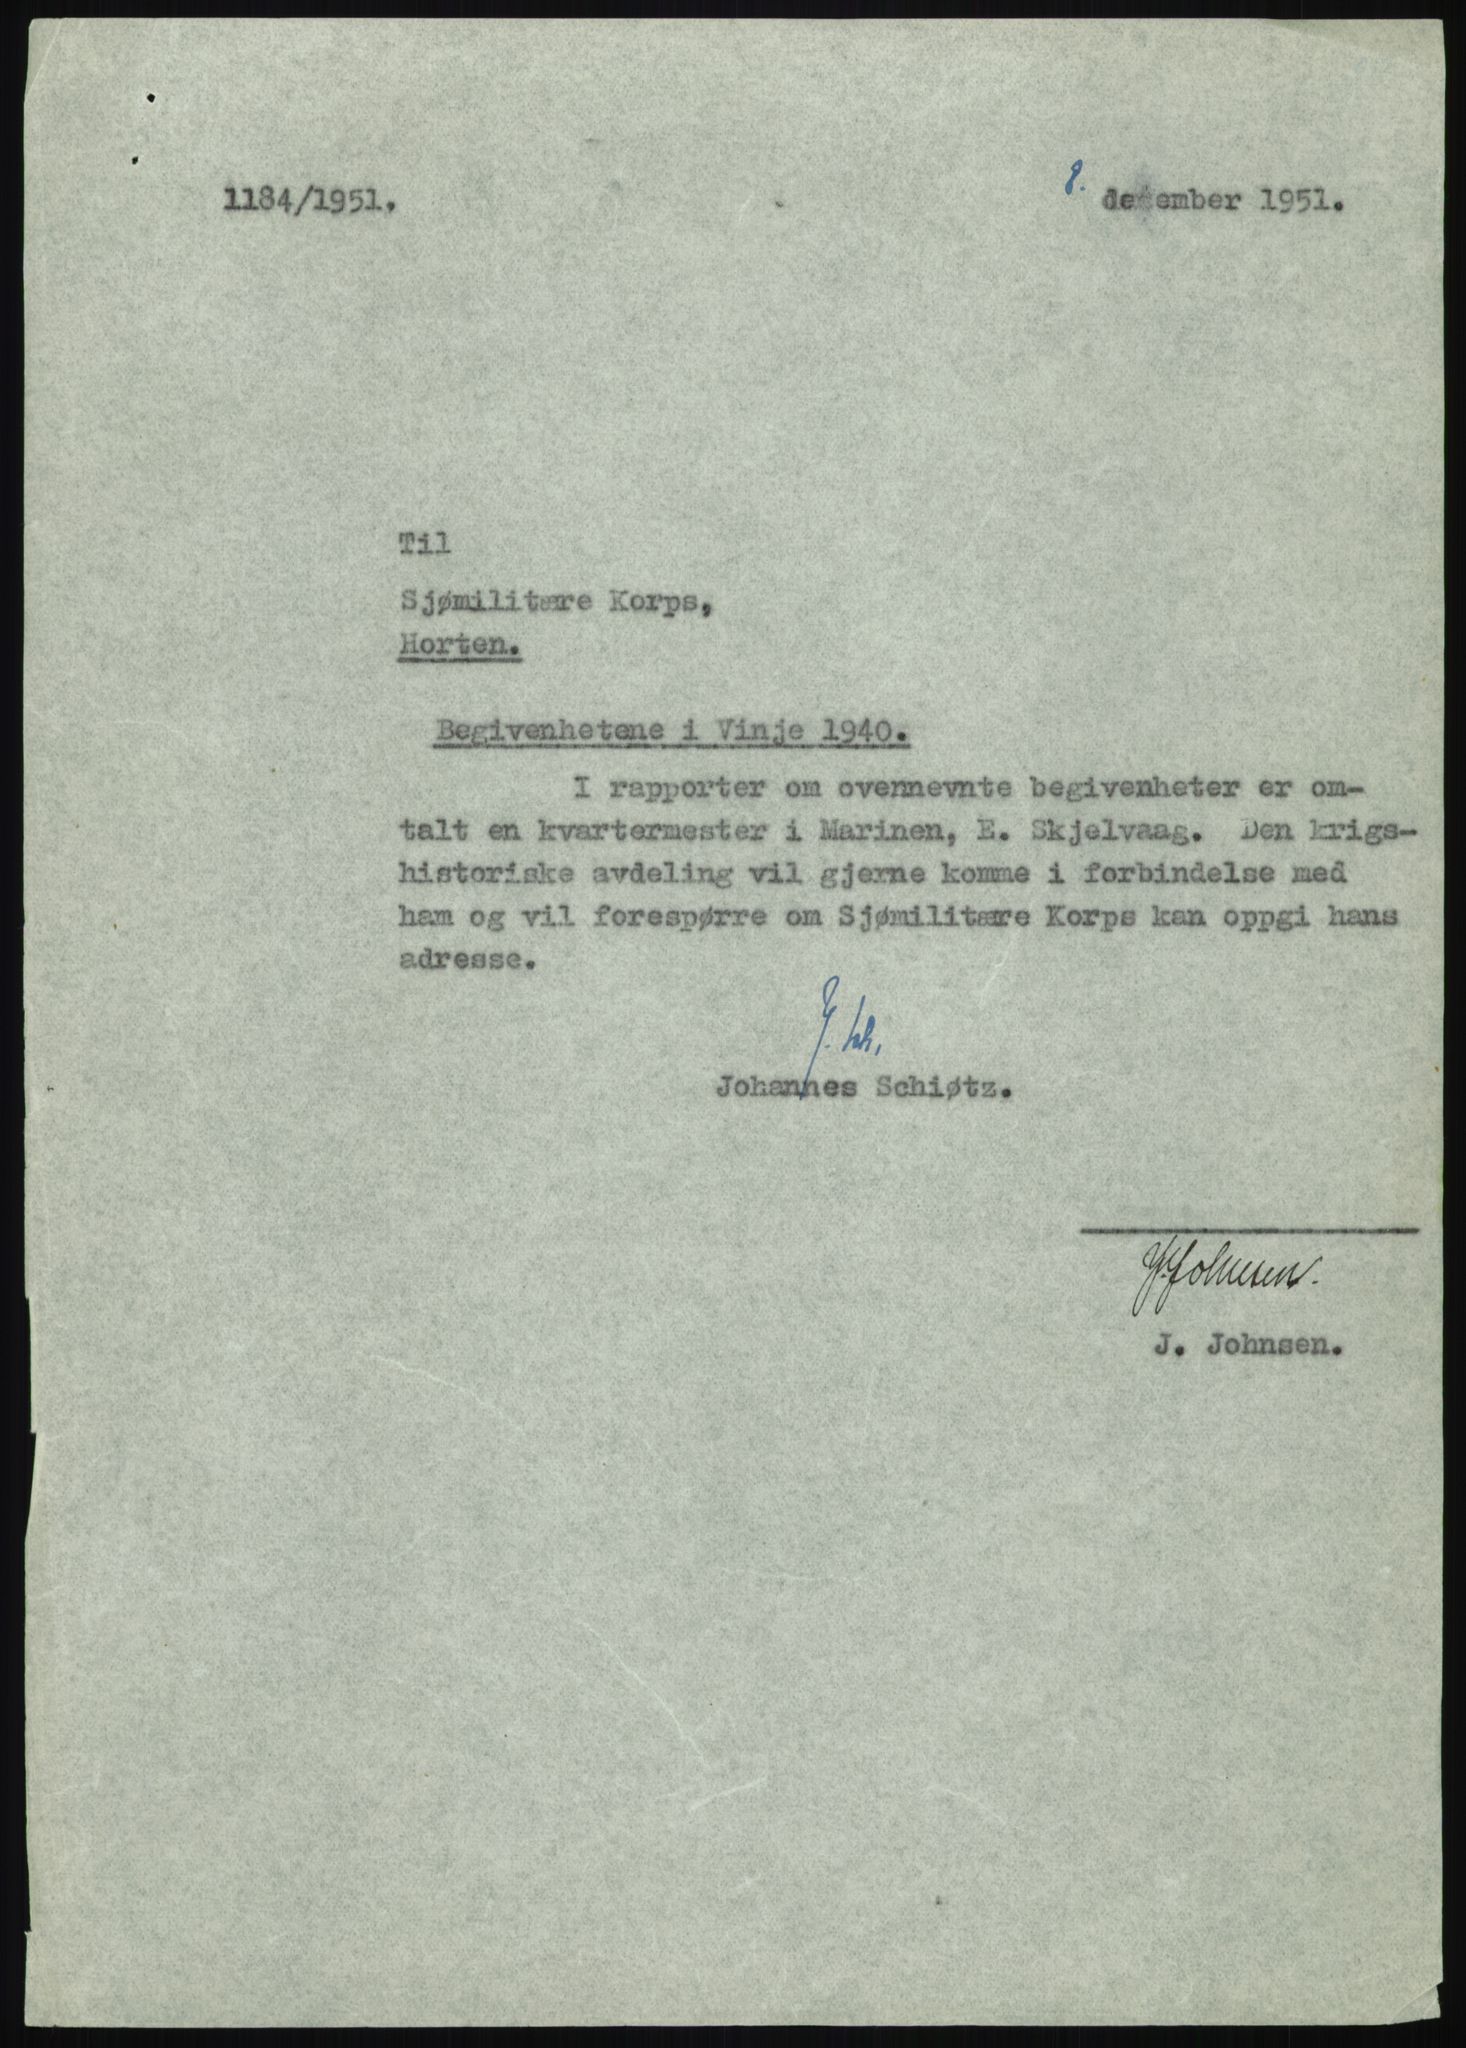 1184/1951.
8. desember 1951.
Til
Sjømilitære Korps,
Horten.
Begivenhetene i Vinje 1940.
I rapporter om ovennevnte begivenheter er om-
talt en kvartermester i Marinen, E. Skjelvaag. Den krigs-
historiske avdeling vil gjerne komme i forbindelse med
ham og vil forespørre om Sjømilitære Korps kan oppgi hans
adresse.
J. Sch.
Johannes Schiøtz.
J. Johnsen.
J. Johnsen.